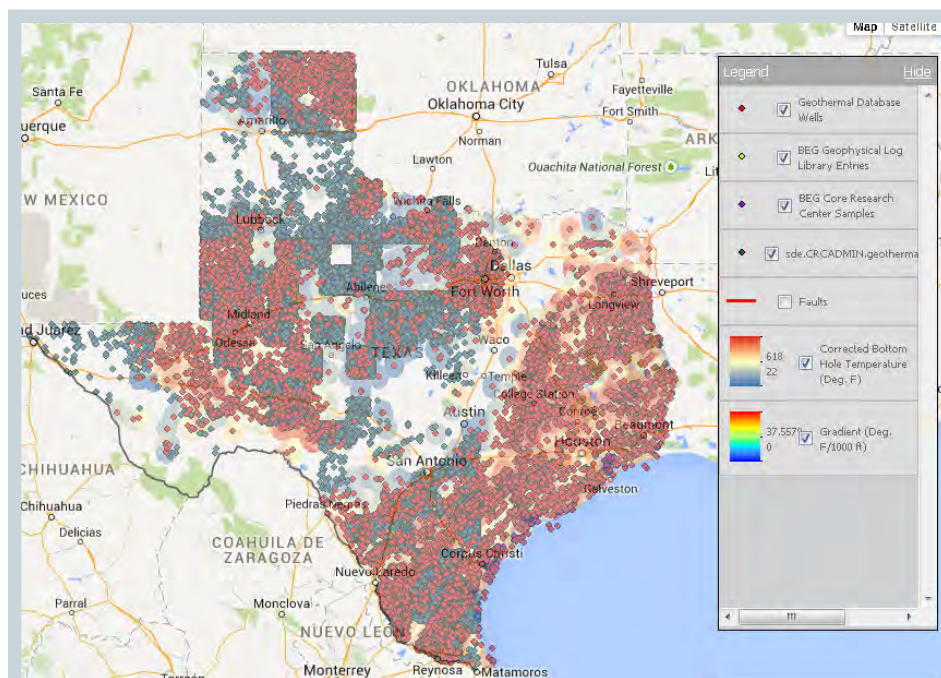 Map
Satellite
Legend
Hide
Geothermal Database
Wells
BEG Geophysical Log
Library Entries
BEG Core Research
Center Samples
sde.CRCADMIN.geotherma
Faults
618
22
Corrected Bottom
Hole Temperature
(Deg. F)
37.557
0
Gradient (Deg.
F/1000 ft)
Tulsa
Santa Fe
OKLAHOMA
Fayetteville
Oklahoma City
Fort Smith
uerque
Amarillo
Norman
ARK
Lawton
Ouachita National Forest
Lit
W MEXICO
Wichita Falls
Lubbock
Denton
Dallas
Shreveport
uces
Abilene
Fort Worth
Longview
Midland
Juarez
Odessa
San Angelo
TEXAS
Waco
Killeen
Temple
College Station
Austin
Conroe
Beaumont
Houston
CHIHUAHUA
San Antonio
Galveston
Chihuahua
Piedras Negras
Delicias
COAHUILA DE
ZARAGOZA
Corpus Christi
Nuevo Laredo
Parral
Monclova
NUEVO LEON
Monterrey
Reynosa
Matamoros